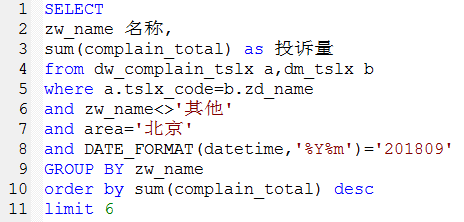 1 SELECT
2 zw_name 名称,
3 sum(complain_total) as 投诉量
4 from dw_complain_tslx a,dm_tslx b
5 where a.tslx_code=b.zd_name
6 and zw_name<>'其他'
7 and area='北京'
8 and DATE_FORMAT(datetime,'%Y%m')='201809'
9 GROUP BY zw_name
10 order by sum(complain_total) desc
11 limit 6